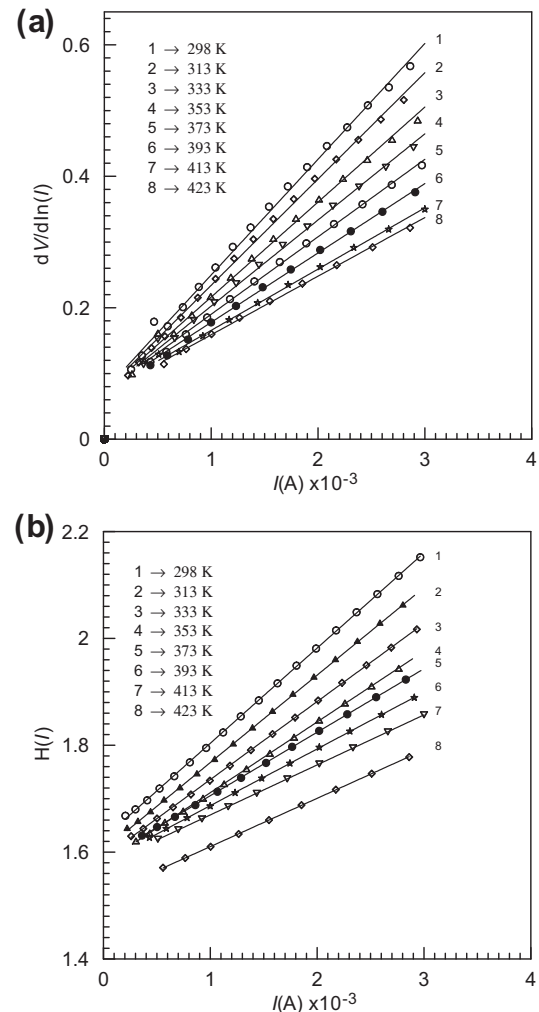 (a)
0.6
0.4
0.2
0
dV/dln(I)
1 → 298 K
2 → 313 K
3 → 333 K
4 → 353 K
5 → 373 K
6 → 393 K
7 → 413 K
8 → 423 K
1
2
3
4
5
6
7
8
0 1 2 3 4
I(A) x10⁻³
(b)
2.2
2.0
1.8
1.6
1.4
H(I)
1 → 298 K
2 → 313 K
3 → 333 K
4 → 353 K
5 → 373 K
6 → 393 K
7 → 413 K
8 → 423 K
1
2
3
4
5
6
7
8
0 1 2 3 4
I(A) x10⁻³